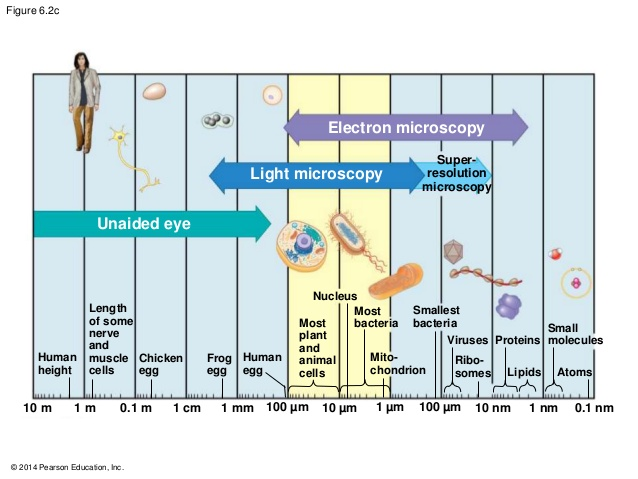 Figure 6.2c
Electron microscopy
Light microscopy
Super-
resolution
microscopy
Unaided eye
Human
height
Length
of some
nerve
and
muscle
cells
Chicken
egg
Frog
egg
Human
egg
Most
plant
and
animal
cells
Nucleus
Most
bacteria
Mito-
chondrion
Smallest
bacteria
Viruses
Ribo-
somes
Proteins
Lipids
Small
molecules
Atoms
10 m 1 m 0.1 m 1 cm 1 mm 100 μm 10 μm 1 μm 100 μm 10 nm 1 nm 0.1 nm
© 2014 Pearson Education, Inc.